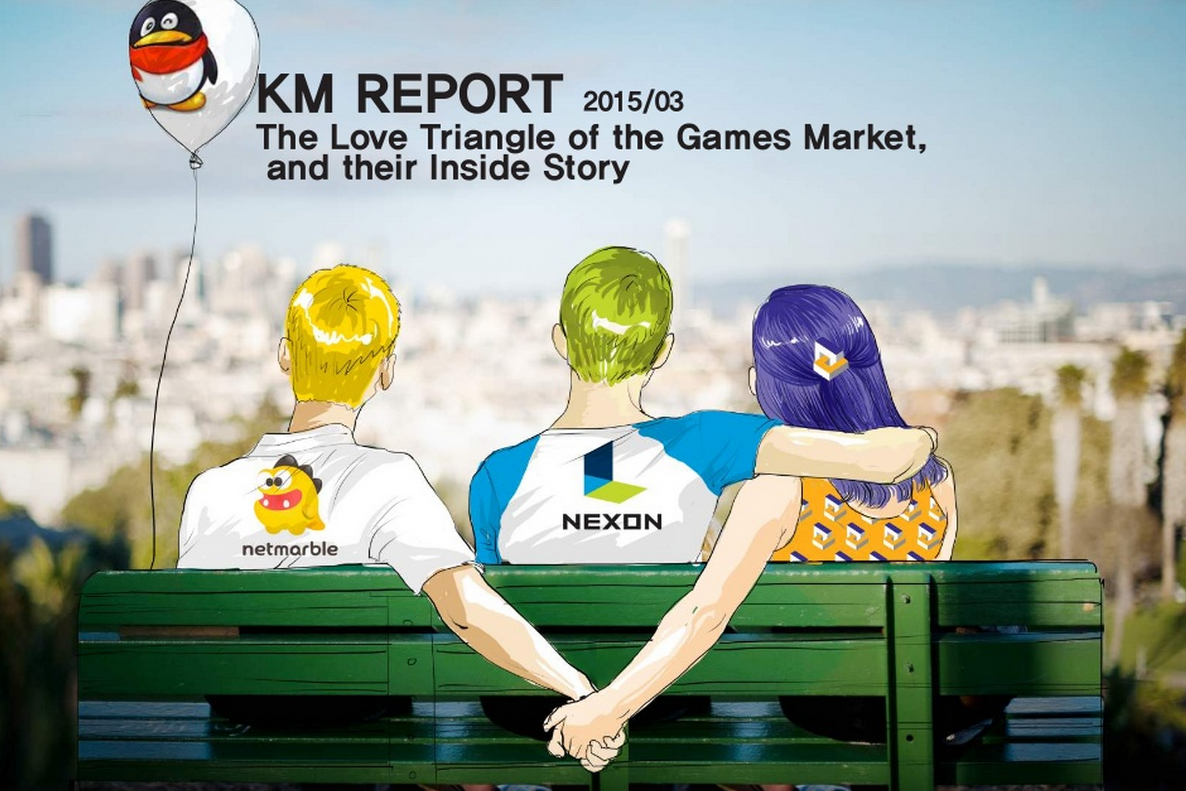 KM REPORT 2015/03
The Love Triangle of the Games Market,
and their Inside Story
netmarble
NEXON